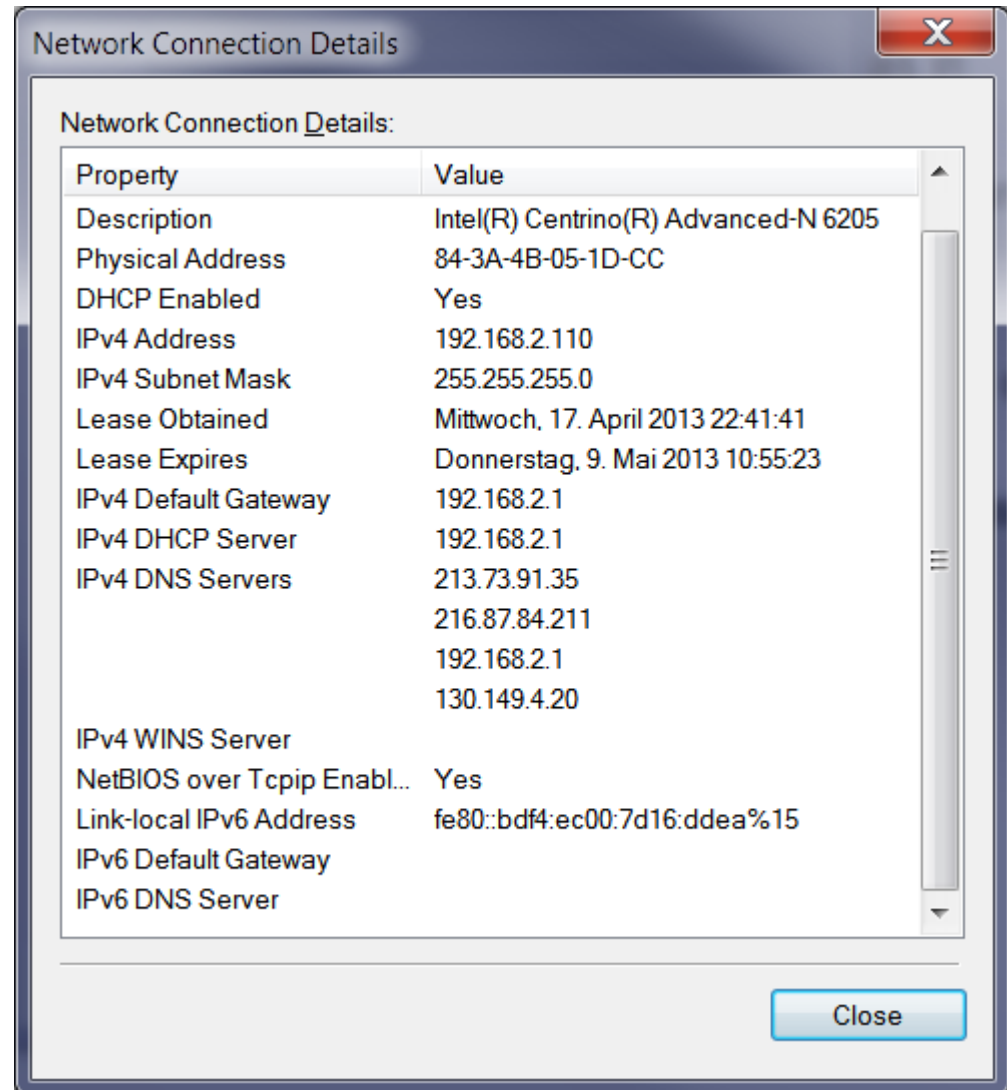 Network Connection Details
Network Connection Details:
Property Value
Description Intel(R) Centrino(R) Advanced-N 6205
Physical Address 84-3A-4B-05-1D-CC
DHCP Enabled Yes
IPv4 Address 192.168.2.110
IPv4 Subnet Mask 255.255.255.0
Lease Obtained Mittwoch, 17. April 2013 22:41:41
Lease Expires Donnerstag, 9. Mai 2013 10:55:23
IPv4 Default Gateway 192.168.2.1
IPv4 DHCP Server 192.168.2.1
IPv4 DNS Servers 213.73.91.35
216.87.84.211
192.168.2.1
130.149.4.20
IPv4 WINS Server
NetBIOS over Tcpip Enabl... Yes
Link-local IPv6 Address fe80::bdf4:ec00:7d16:ddea%15
IPv6 Default Gateway
IPv6 DNS Server
Close